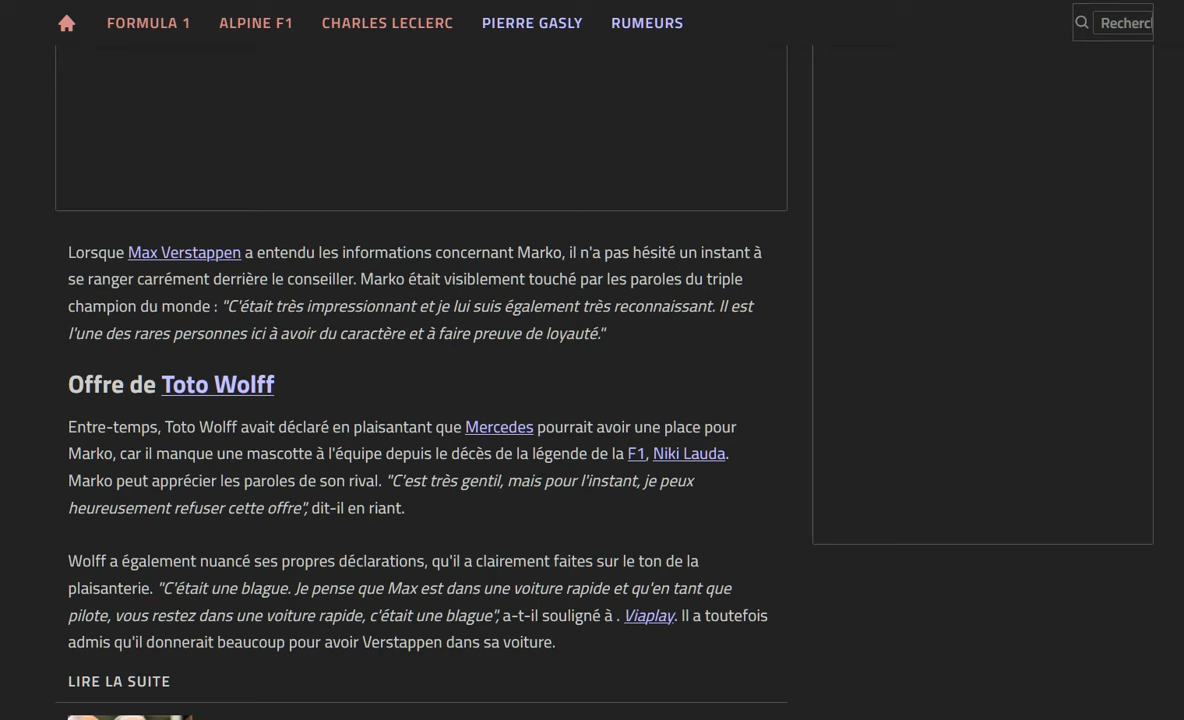 FORMULA 1 ALPINE F1 CHARLES LECLERC PIERRE GASLY RUMEURS
Lorsque Max Verstappen a entendu les informations concernant Marko, il n'a pas hésité un instant à
se ranger carrément derrière le conseiller. Marko était visiblement touché par les paroles du triple
champion du monde : "C'était très impressionnant et je lui suis également très reconnaissant. Il est
l'une des rares personnes ici à avoir du caractère et à faire preuve de loyauté."
Offre de Toto Wolff
Entre-temps, Toto Wolff avait déclaré en plaisantant que Mercedes pourrait avoir une place pour
Marko, car il manque une mascotte à l'équipe depuis le décès de la légende de la F1, Niki Lauda.
Marko peut apprécier les paroles de son rival. "C'est très gentil, mais pour l'instant, je peux
heureusement refuser cette offre", dit-il en riant.
Wolff a également nuancé ses propres déclarations, qu'il a clairement faites sur le ton de la
plaisanterie. "C'était une blague. Je pense que Max est dans une voiture rapide et qu'en tant que
pilote, vous restez dans une voiture rapide, c'était une blague", a-t-il souligné à . Viaplay. Il a toutefois
admis qu'il donnerait beaucoup pour avoir Verstappen dans sa voiture.
LIRE LA SUITE